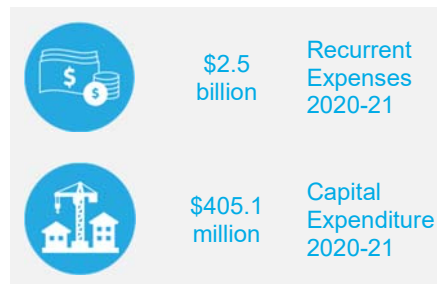 $
$
$2.5
billion
Recurrent
Expenses
2020-21
$405.1
million
Capital
Expenditure
2020-21